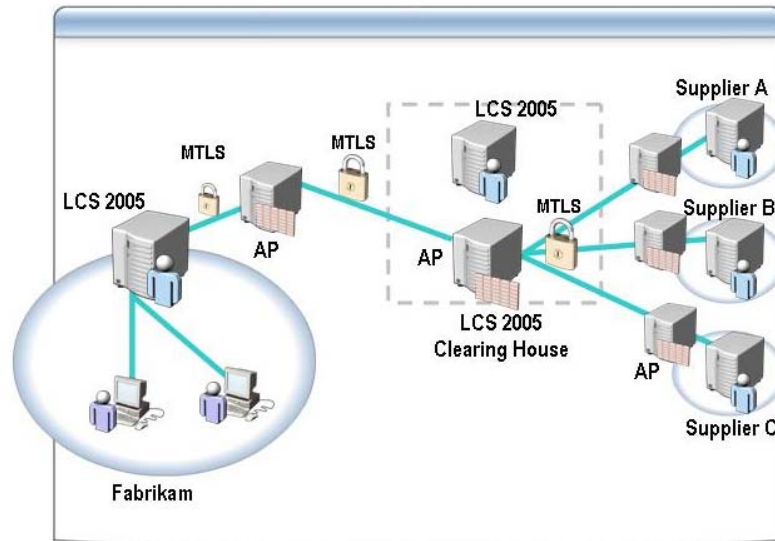 Supplier A
LCS 2005
MTLS
MTLS
LCS 2005
MTLS
Supplier B
AP
AP
LCS 2005
Clearing House
AP
Supplier C
Fabrikam